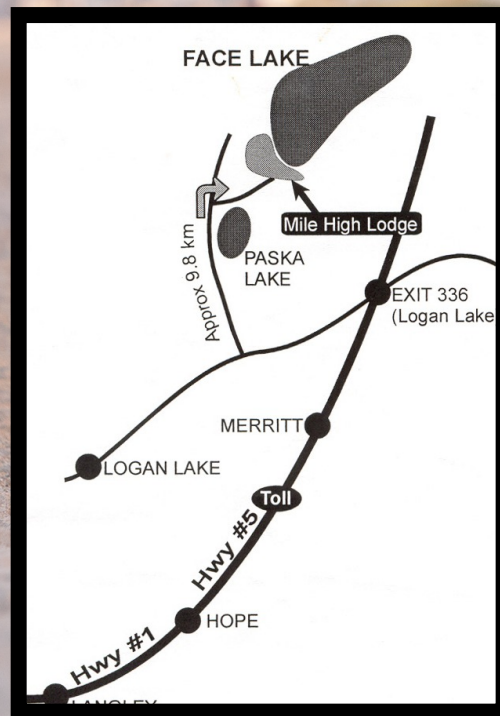 FACE LAKE
Mile High Lodge
Approx 9.8 km
PASKA
LAKE
EXIT 336
(Logan Lake
MERRITT
LOGAN LAKE
Toll
Hwy #5
HOPE
Hwy #1
LANGLEY